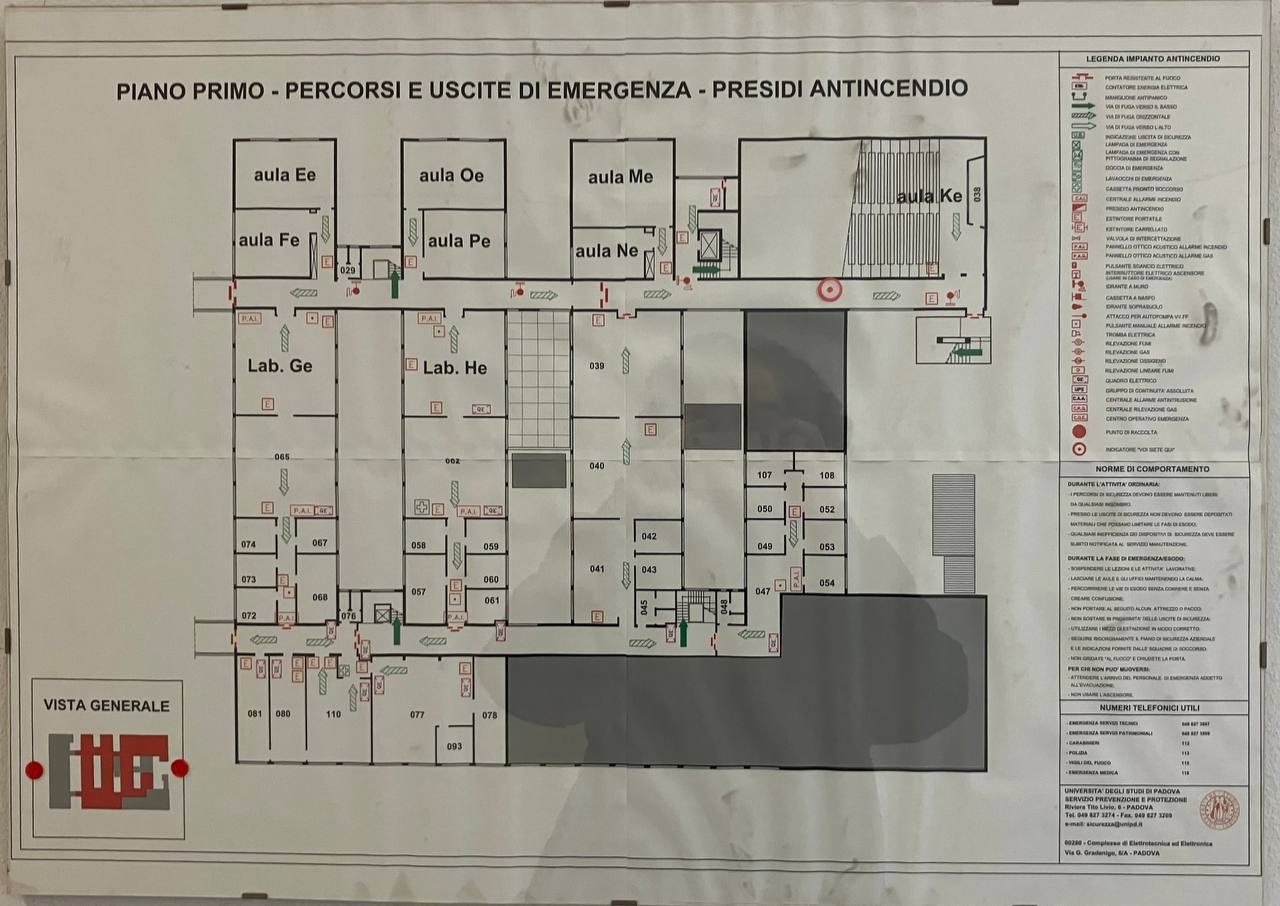 PIANO PRIMO - PERCORSI E USCITE DI EMERGENZA - PRESIDI ANTINCENDIO
aula Ee
aula Oe
aula Me
aula Ke
038
aula Fe
aula Pe
aula Ne
029
P.A.I.
E
Lab. Ge
P.A.I.
E
Lab. He
QE
039
065
062
040
107
108
050
052
049
053
047
054
074
067
073
068
072
076
058
059
057
060
061
041
042
043
045
048
081
080
110
077
078
093
VISTA GENERALE
LEGENDA IMPIANTO ANTINCENDIO
PORTA RESISTENTE AL FUOCO
CONTATORE ENERGIA ELETTRICA
MANIGLIONE ANTIPANICO
VIA DI FUGA VERSO IL BASSO
VIA DI FUGA ORIZZONTALE
VIA DI FUGA VERSO L'ALTO
INDICAZIONE USCITA DI SICUREZZA
LAMPADA DI EMERGENZA
LAMPADA DI EMERGENZA CON
PITTOGRAMMA DI SEGNALAZIONE
DOCCIA DI EMERGENZA
LAVAOCCHI DI EMERGENZA
CASSETTA PRONTO SOCCORSO
CENTRALE ALLARME INCENDIO
PRESIDIO ANTINCENDIO
ESTINTORE PORTATILE
ESTINTORE CARRELLATO
VALVOLA DI INTERCETTAZIONE
PANNELLO OTTICO ACUSTICO ALLARME INCENDIO
PANNELLO OTTICO ACUSTICO ALLARME GAS
PULSANTE SGANCIO ELETTRICO
INTERRUTTORE ELETTRICO ASCENSORE
(USARE IN CASO DI EMERGENZA)
IDRANTE A MURO
CASSETTA A NASPO
IDRANTE SOPRASUOLO
ATTACCO PER AUTOPOMPA VV.FF
PULSANTE MANUALE ALLARME INCENDIO
TROMBA ELETTRICA
RILEVAZIONE FUMI
RILEVAZIONE GAS
RILEVAZIONE OSSIGENO
RILEVAZIONE LINEARE FUMI
QUADRO ELETTRICO
GRUPPO DI CONTINUITA' ASSOLUTA
CENTRALE ALLARME ANTINTRUSIONE
CENTRALE RILEVAZIONE GAS
CENTRO OPERATIVO EMERGENZA
PUNTO DI RACCOLTA
INDICATORE "VOI SIETE QUI"
NORME DI COMPORTAMENTO
DURANTE L'ATTIVITA' ORDINARIA:
- I PERCORSI DI SICUREZZA DEVONO ESSERE MANTENUTI LIBERI
DA QUALSIASI INGOMBRO.
- PRESSO LE USCITE DI SICUREZZA NON DEVONO ESSERE DEPOSITATI
MATERIALI CHE POSSANO LIMITARE LE FASI DI ESODO.
- QUALSIASI INEFFICIENZA DEI DISPOSITIVI DI SICUREZZA DEVE ESSERE
SUBITO NOTIFICATA AL SERVIZIO MANUTENZIONE.
DURANTE LA FASE DI EMERGENZA/ESODO:
- SOSPENDERE LE LEZIONI E LE ATTIVITA' LAVORATIVE.
- LASCIARE LE AULE E GLI UFFICI MANTENENDO LA CALMA.
- PERCORRERE LE VIE DI ESODO SENZA CORRERE E SENZA
CREARE CONFUSIONE.
- NON PORTARE AL SEGUITO ALCUN ATTREZZO O PACCO.
- NON SOSTARE IN PROSSIMITA' DELLE USCITE DI SICUREZZA.
- UTILIZZARE I MEZZI DI ESTINZIONE IN MODO CORRETTO.
- SEGUIRE RIGOROSAMENTE IL PIANO DI SICUREZZA AZIENDALE
E LE INDICAZIONI FORNITE DALLE SQUADRE DI SOCCORSO.
- NON GRIDATE "AL FUOCO" E CHIUDETE LA PORTA.
PER CHI NON PUO' MUOVERSI:
- ATTENDERE L'ARRIVO DEL PERSONALE DI EMERGENZA ADDETTO
ALL'EVACUAZIONE.
- NON USARE L'ASCENSORE.
NUMERI TELEFONICI UTILI
- EMERGENZA SERVIZI TECNICI
- EMERGENZA SERVIZI PATRIMONIALI
- CARABINIERI 112
- POLIZIA 113
- VIGILI DEL FUOCO 115
- EMERGENZA MEDICA 118
UNIVERSITA' DEGLI STUDI DI PADOVA
SERVIZIO PREVENZIONE E PROTEZIONE
Riviera Tito Livio, 6 - PADOVA
Tel. 049 827 3274 - Fax. 049 827 3269
e-mail: sicurezza@unipd.it
00280 - Complesso di Elettrotecnica ed Elettronica
Via G. Gradenigo, 6/A - PADOVA